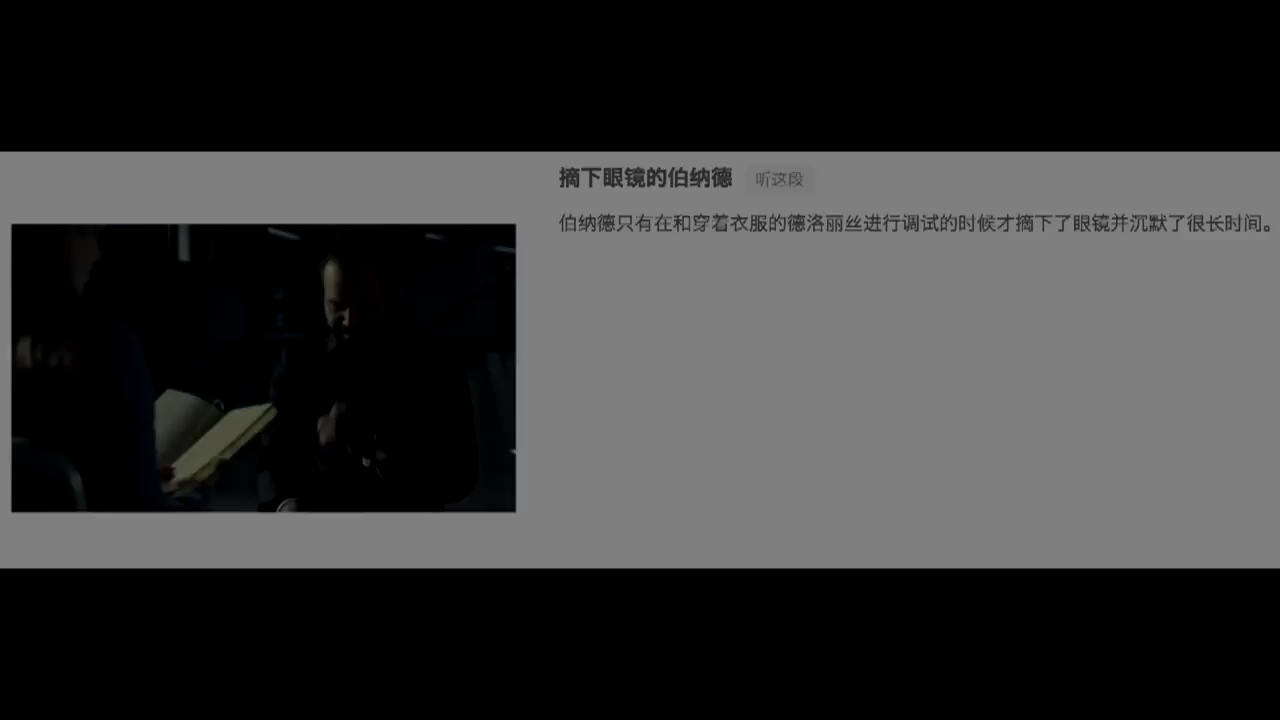 摘下眼镜的伯纳德 听这段
伯纳德只有在和穿着衣服的德洛丽丝进行调试的时候才摘下了眼镜并沉默了很长时间。